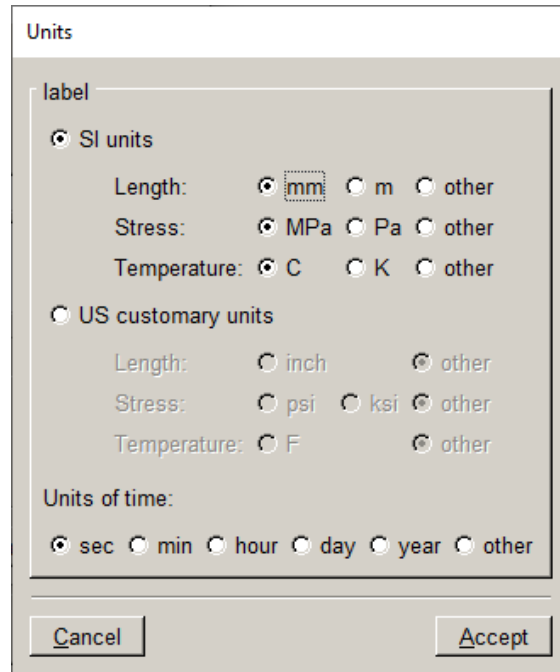 Units
label
SI units
Length: mm m other
Stress: MPa Pa other
Temperature: C K other
US customary units
Length: inch other
Stress: psi ksi other
Temperature: F other
Units of time:
sec min hour day year other
Cancel Accept